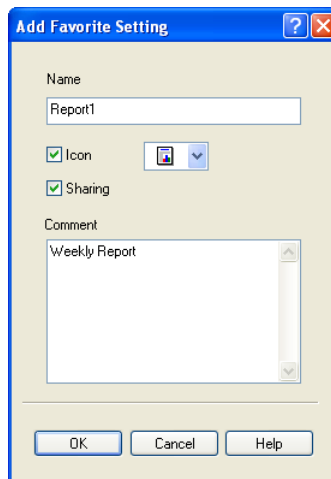 Add Favorite Setting
Name
Report1
Icon
Sharing
Comment
Weekly Report
OK Cancel Help